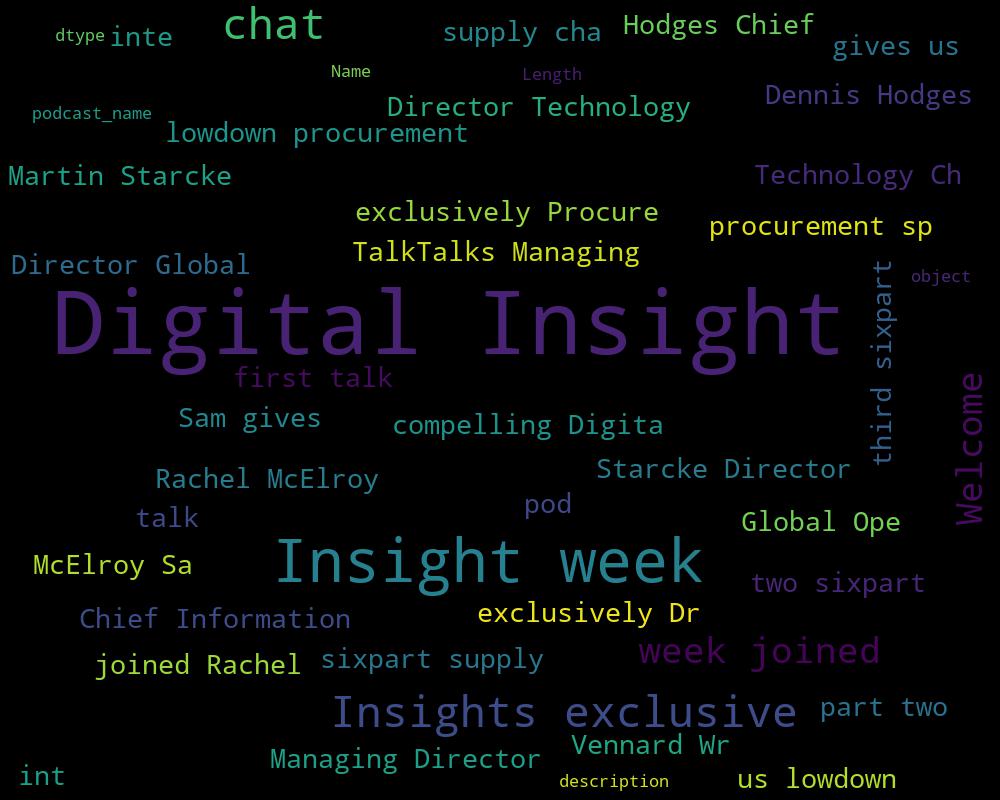 chat
dtype
inte
supply cha
Hodges Chief
gives us
Name
Length
Dennis Hodges
podcast_name
Director Technology
lowdown procurement
Martin Starcke
Technology Ch
exclusively Procure
procurement sp
TalkTalks Managing
Director Global
object
third sixpart
Digital Insight
first talk
Welcome
Sam gives
compelling Digita
Rachel McElroy
Starcke Director
pod
talk
Global Ope
McElroy Sa
Insight week
two sixpart
Chief Information
exclusively Dr
joined Rachel
sixpart supply
week joined
Insights exclusive
part two
Managing Director
Vennard Wr
int
description
us lowdown